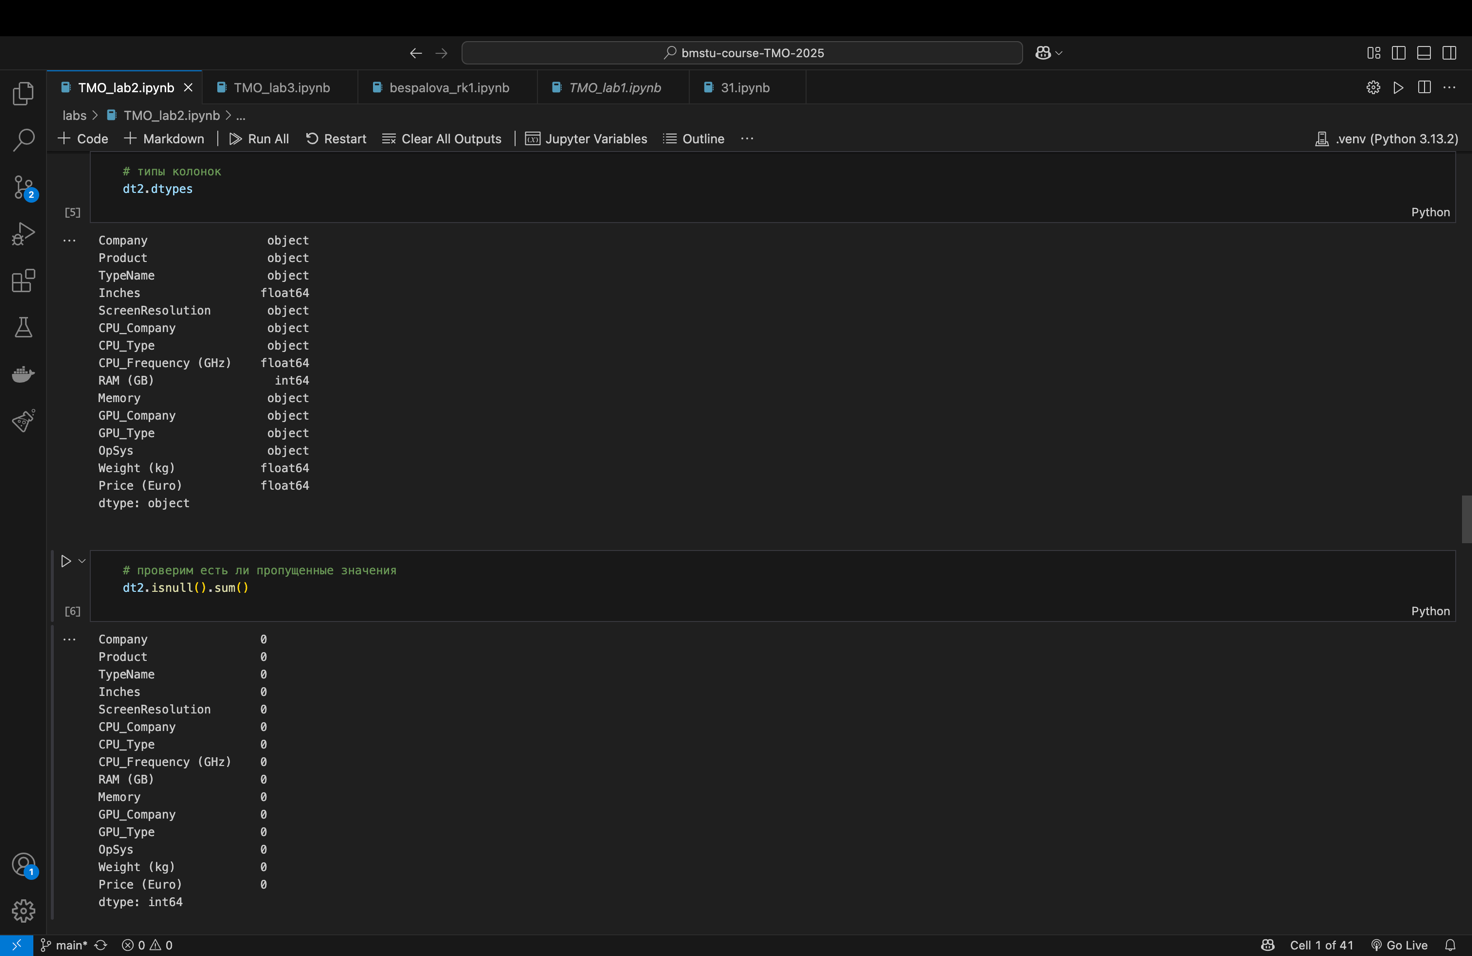 bmstu-course-TMO-2025
TMO_lab2.ipynb TMO_lab3.ipynb bespalova_rk1.ipynb TMO_lab1.ipynb 31.ipynb
labs > TMO_lab2.ipynb > ...
+ Code + Markdown Run All Restart Clear All Outputs Jupyter Variables Outline ... .venv (Python 3.13.2)
# типы колонок
dt2.dtypes
[5] Python
... Company object
Product object
TypeName object
Inches float64
ScreenResolution object
CPU_Company object
CPU_Type object
CPU_Frequency (GHz) float64
RAM (GB) int64
Memory object
GPU_Company object
GPU_Type object
OpSys object
Weight (kg) float64
Price (Euro) float64
dtype: object
# проверим есть ли пропущенные значения
dt2.isnull().sum()
[6] Python
... Company 0
Product 0
TypeName 0
Inches 0
ScreenResolution 0
CPU_Company 0
CPU_Type 0
CPU_Frequency (GHz) 0
RAM (GB) 0
Memory 0
GPU_Company 0
GPU_Type 0
OpSys 0
Weight (kg) 0
Price (Euro) 0
dtype: int64
2
1
main* 0 0 Cell 1 of 41 Go Live